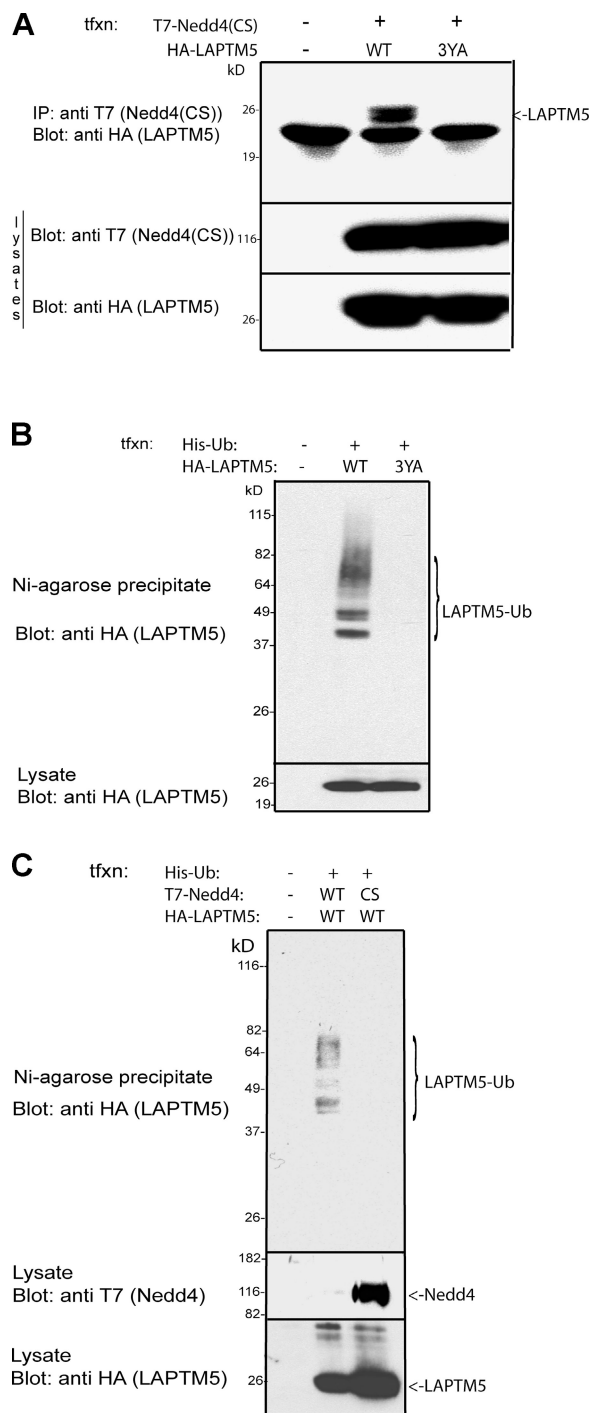 A
tfxn: T7-Nedd4(CS) - + +
HA-LAPTM5 - WT 3YA
kD
IP: anti T7 (Nedd4(CS))
Blot: anti HA (LAPTM5)
26-
<-LAPTM5
19-
lysates
Blot: anti T7 (Nedd4(CS))
116-
Blot: anti HA (LAPTM5)
26-
B
tfxn: His-Ub: - + +
HA-LAPTM5: - WT 3YA
kD
115-
82-
64-
49-
37-
26-
Ni-agarose precipitate
Blot: anti HA (LAPTM5)
LAPTM5-Ub
Lysate
Blot: anti HA (LAPTM5)
26-
19-
C
tfxn: His-Ub: - + +
T7-Nedd4: - WT CS
HA-LAPTM5: - WT WT
kD
116-
82-
64-
49-
37-
26-
Ni-agarose precipitate
Blot: anti HA (LAPTM5)
LAPTM5-Ub
Lysate
Blot: anti T7 (Nedd4)
182-
116-
82-
<-Nedd4
Lysate
Blot: anti HA (LAPTM5)
26-
<-LAPTM5